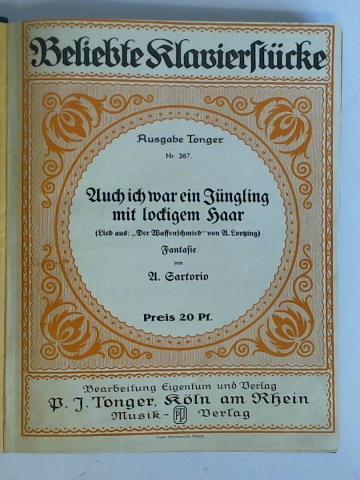 Beliebte Klavierstücke
Ausgabe Tonger
Nr. 267.
Auch ich war ein Jüngling
mit lockigem Haar
(Lied aus: „Der Waffenschmied" von A. Lortzing)
Fantasie
von
A. Sartorio
Preis 20 Pf.
Bearbeitung Eigentum und Verlag
P. J. Tonger, Köln am Rhein
Musik - PJT - Verlag